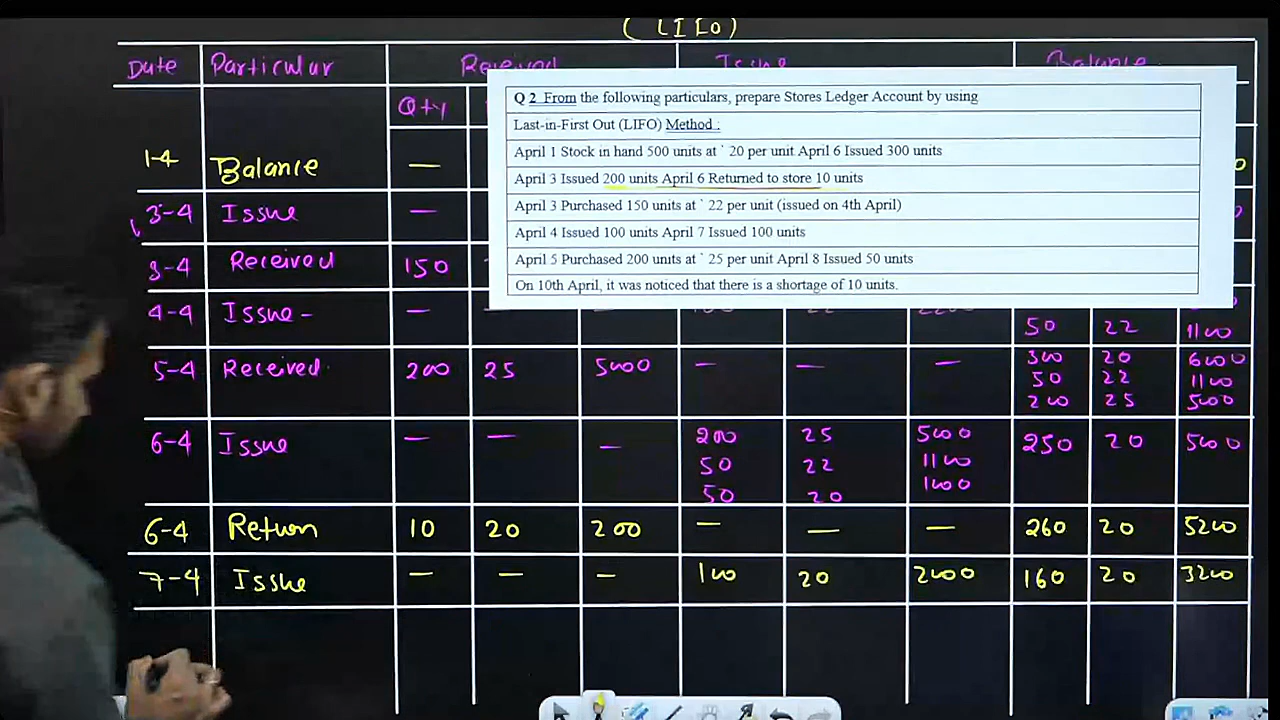 (LIFO)
Date Particular Received Issue Balance
Qty
Q 2 From the following particulars, prepare Stores Ledger Account by using
Last-in-First Out (LIFO) Method :
April 1 Stock in hand 500 units at ` 20 per unit April 6 Issued 300 units
April 3 Issued 200 units April 6 Returned to store 10 units
April 3 Purchased 150 units at ` 22 per unit (issued on 4th April)
April 4 Issued 100 units April 7 Issued 100 units
April 5 Purchased 200 units at ` 25 per unit April 8 Issued 50 units
On 10th April, it was noticed that there is a shortage of 10 units.
1-4 Balance —
3-4 Issue —
3-4 Received 150
4-4 Issue - —
50 22 1100
5-4 Received 200 25 5000 — — — 300 20 6000
50 22 1100
200 25 5000
6-4 Issue — — — 200 25 5000 250 20 5000
50 22 1100
50 20 1000
6-4 Return 10 20 200 — — — 260 20 5200
7-4 Issue — — — 100 20 2000 160 20 3200